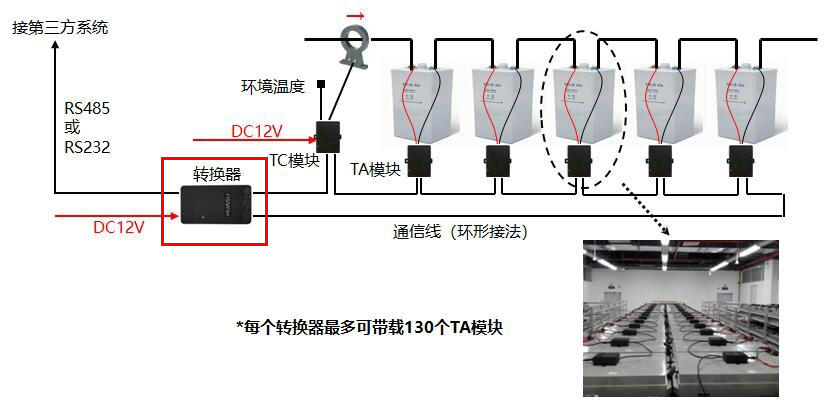 接第三方系统
环境温度
RS485
或
RS232
DC12V
TC模块
TA模块
转换器
HUASU
DC12V
通信线（环形接法）
*每个转换器最多可带载130个TA模块